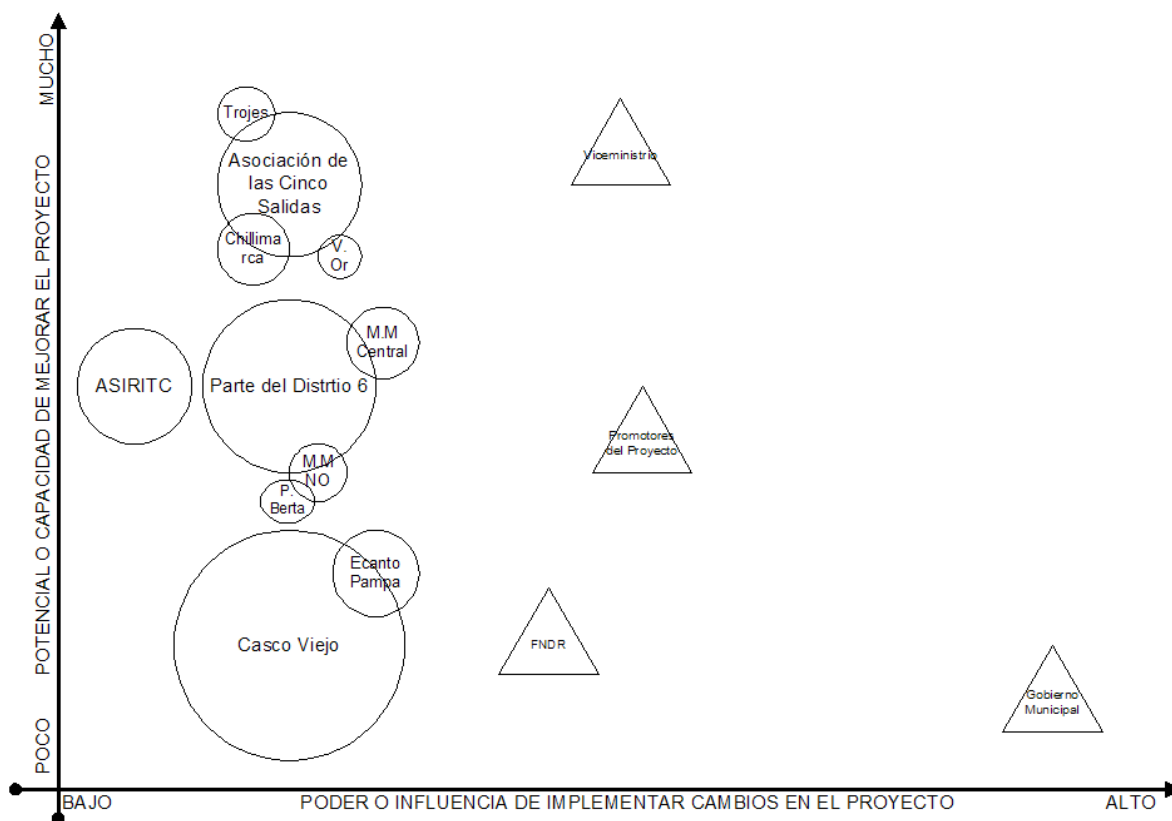 MUCHO
POTENCIAL O CAPACIDAD DE MEJORAR EL PROYECTO
POCO
Trojes
Asociación de
las Cinco
Salidas
Chillima
rca
V.
Or
Viceministrio
M.M
Central
ASIRITC
Parte del Distrtio 6
Promotores
del Proyecto
M.M
NO
P.
Berta
Ecanto
Pampa
Casco Viejo
FNDR
Gobierno
Municipal
BAJO
PODER O INFLUENCIA DE IMPLEMENTAR CAMBIOS EN EL PROYECTO
ALTO